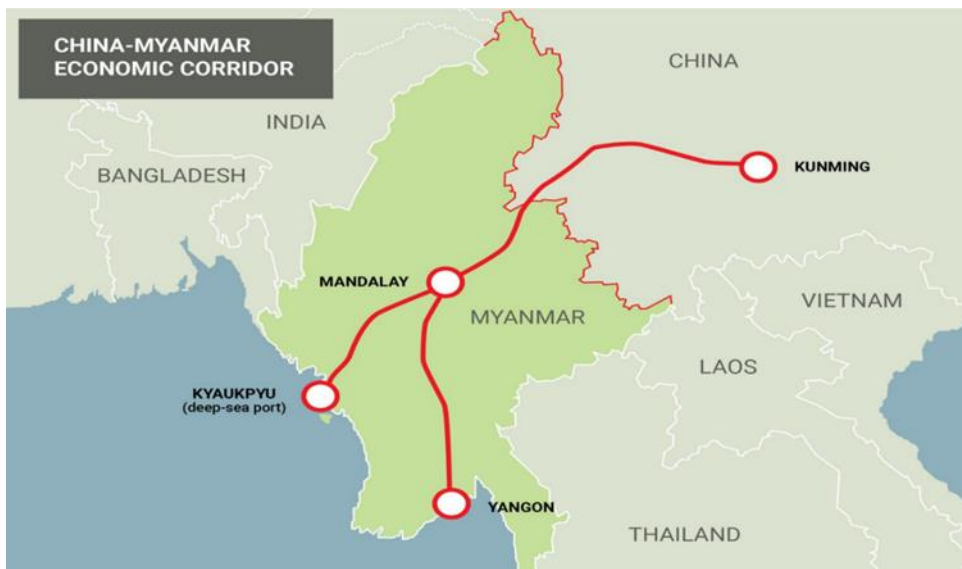 CHINA-MYANMAR
ECONOMIC CORRIDOR
CHINA
INDIA
BANGLADESH
KUNMING
MANDALAY
MYANMAR
VIETNAM
LAOS
KYAUKPYU
(deep-sea port)
YANGON
THAILAND